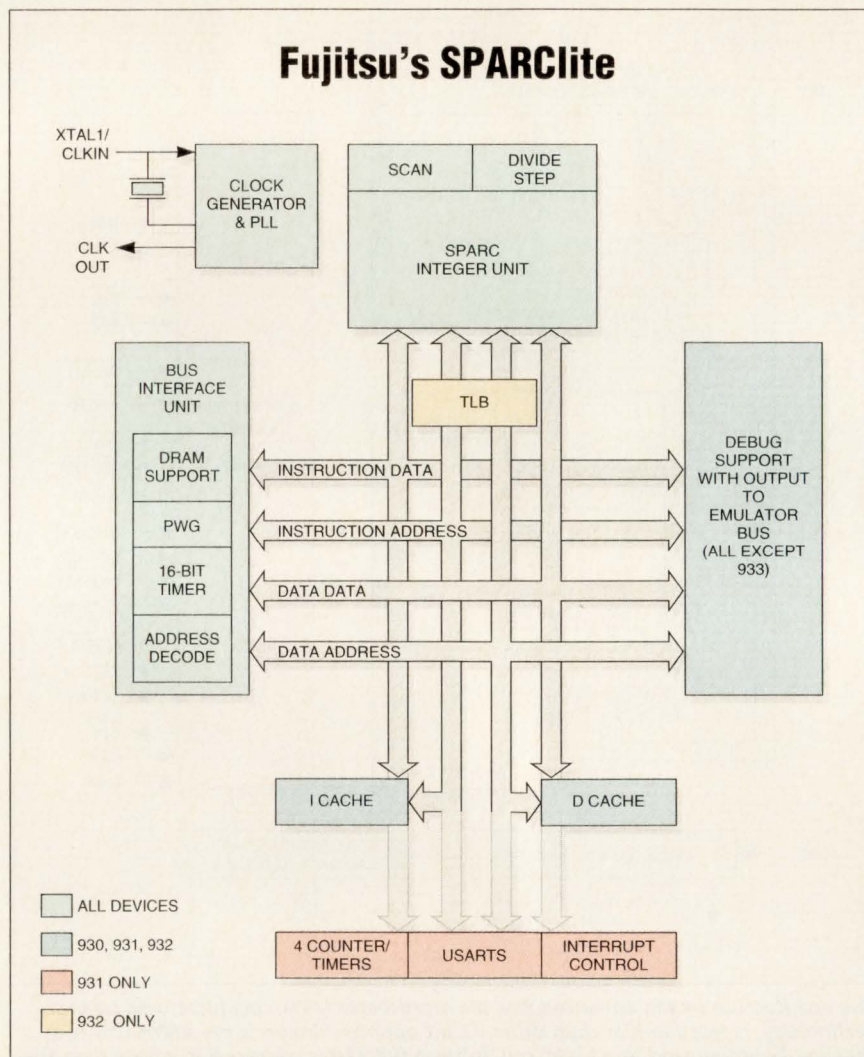 Fujitsu's SPARClite
XTAL1/
CLKIN
CLK
OUT
CLOCK
GENERATOR
& PLL
SCAN
DIVIDE
STEP
SPARC
INTEGER UNIT
BUS
INTERFACE
UNIT
DRAM
SUPPORT
PWG
16-BIT
TIMER
ADDRESS
DECODE
TLB
INSTRUCTION DATA
INSTRUCTION ADDRESS
DATA DATA
DATA ADDRESS
DEBUG
SUPPORT
WITH OUTPUT
TO
EMULATOR
BUS
(ALL EXCEPT
933)
I CACHE
D CACHE
4 COUNTER/
TIMERS
USARTS
INTERRUPT
CONTROL
ALL DEVICES
930, 931, 932
931 ONLY
932 ONLY